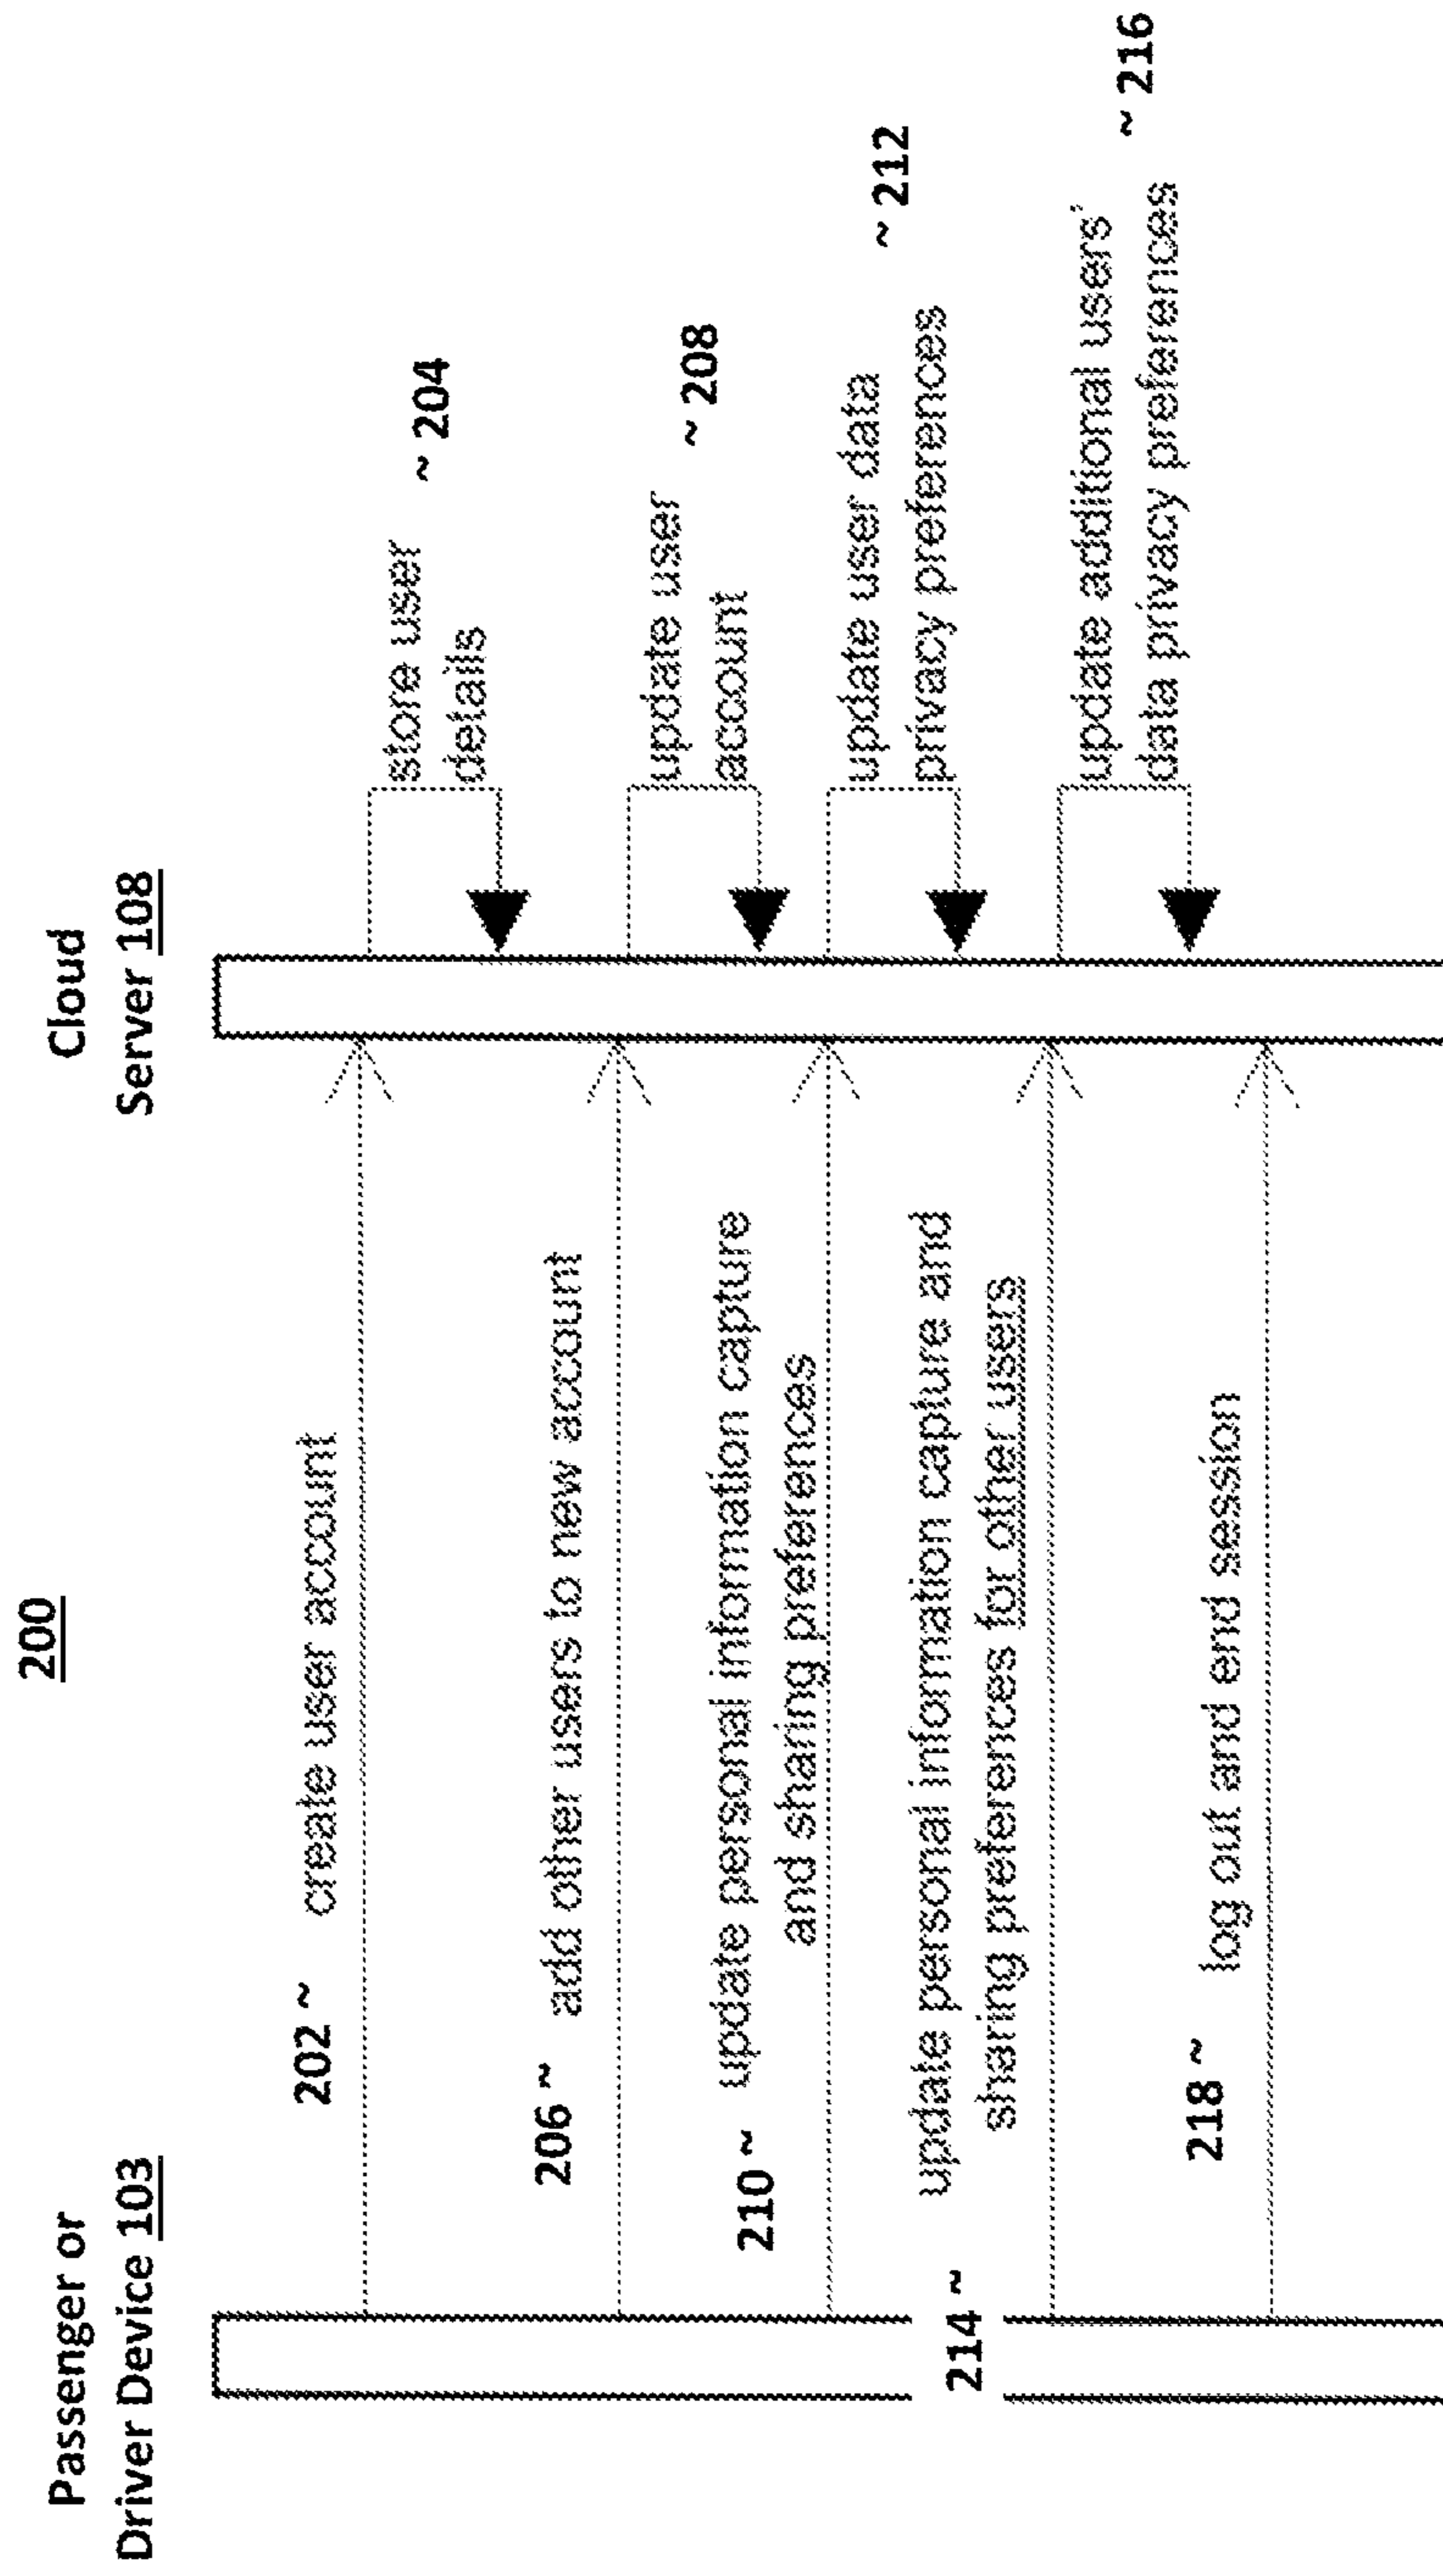 200
Passenger or
Driver Device 103
Cloud
Server 108
202 ~ create user account
store user
details
~ 204
206 ~ add other users to new account
update user
account
~ 208
210 ~ update personal information capture
and sharing preferences
update user data
privacy preferences
~ 212
214 ~ update personal information capture and
sharing preferences for other users
update additional users'
data privacy preferences
~ 216
218 ~ log out and end session